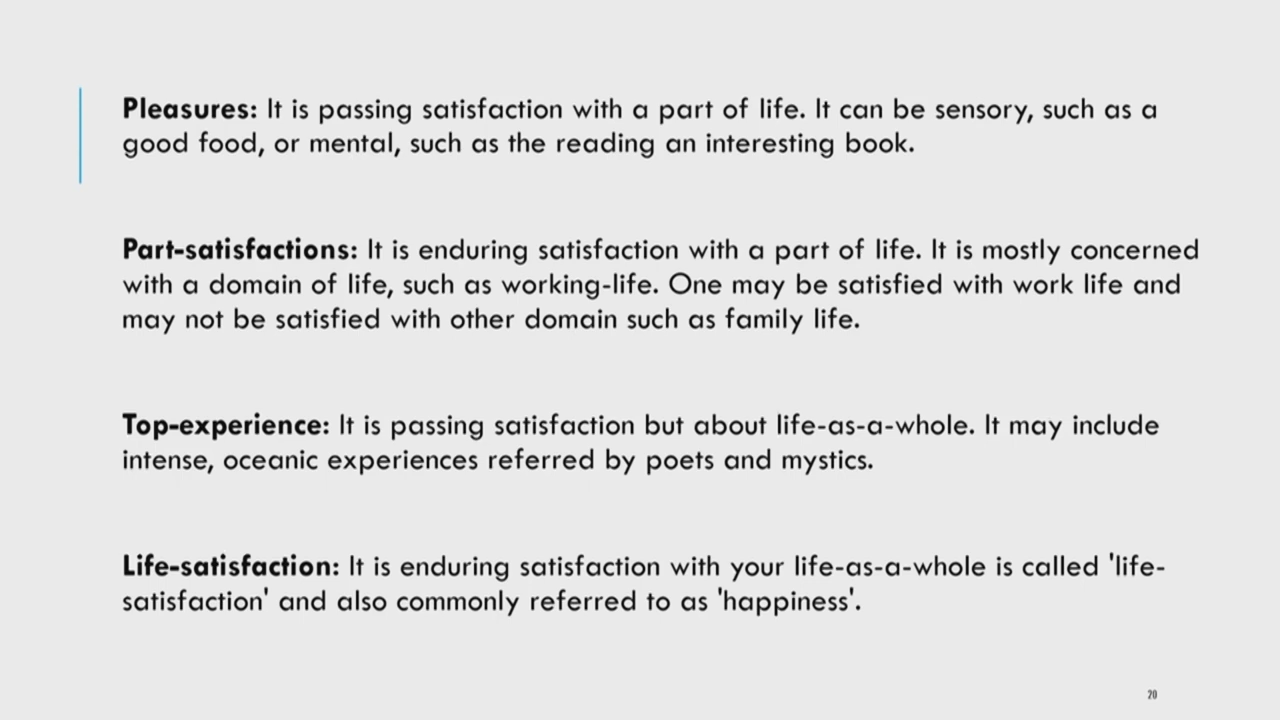 Pleasures: It is passing satisfaction with a part of life. It can be sensory, such as a
good food, or mental, such as the reading an interesting book.
Part-satisfactions: It is enduring satisfaction with a part of life. It is mostly concerned
with a domain of life, such as working-life. One may be satisfied with work life and
may not be satisfied with other domain such as family life.
Top-experience: It is passing satisfaction but about life-as-a-whole. It may include
intense, oceanic experiences referred by poets and mystics.
Life-satisfaction: It is enduring satisfaction with your life-as-a-whole is called 'life-
satisfaction' and also commonly referred to as 'happiness'.
20